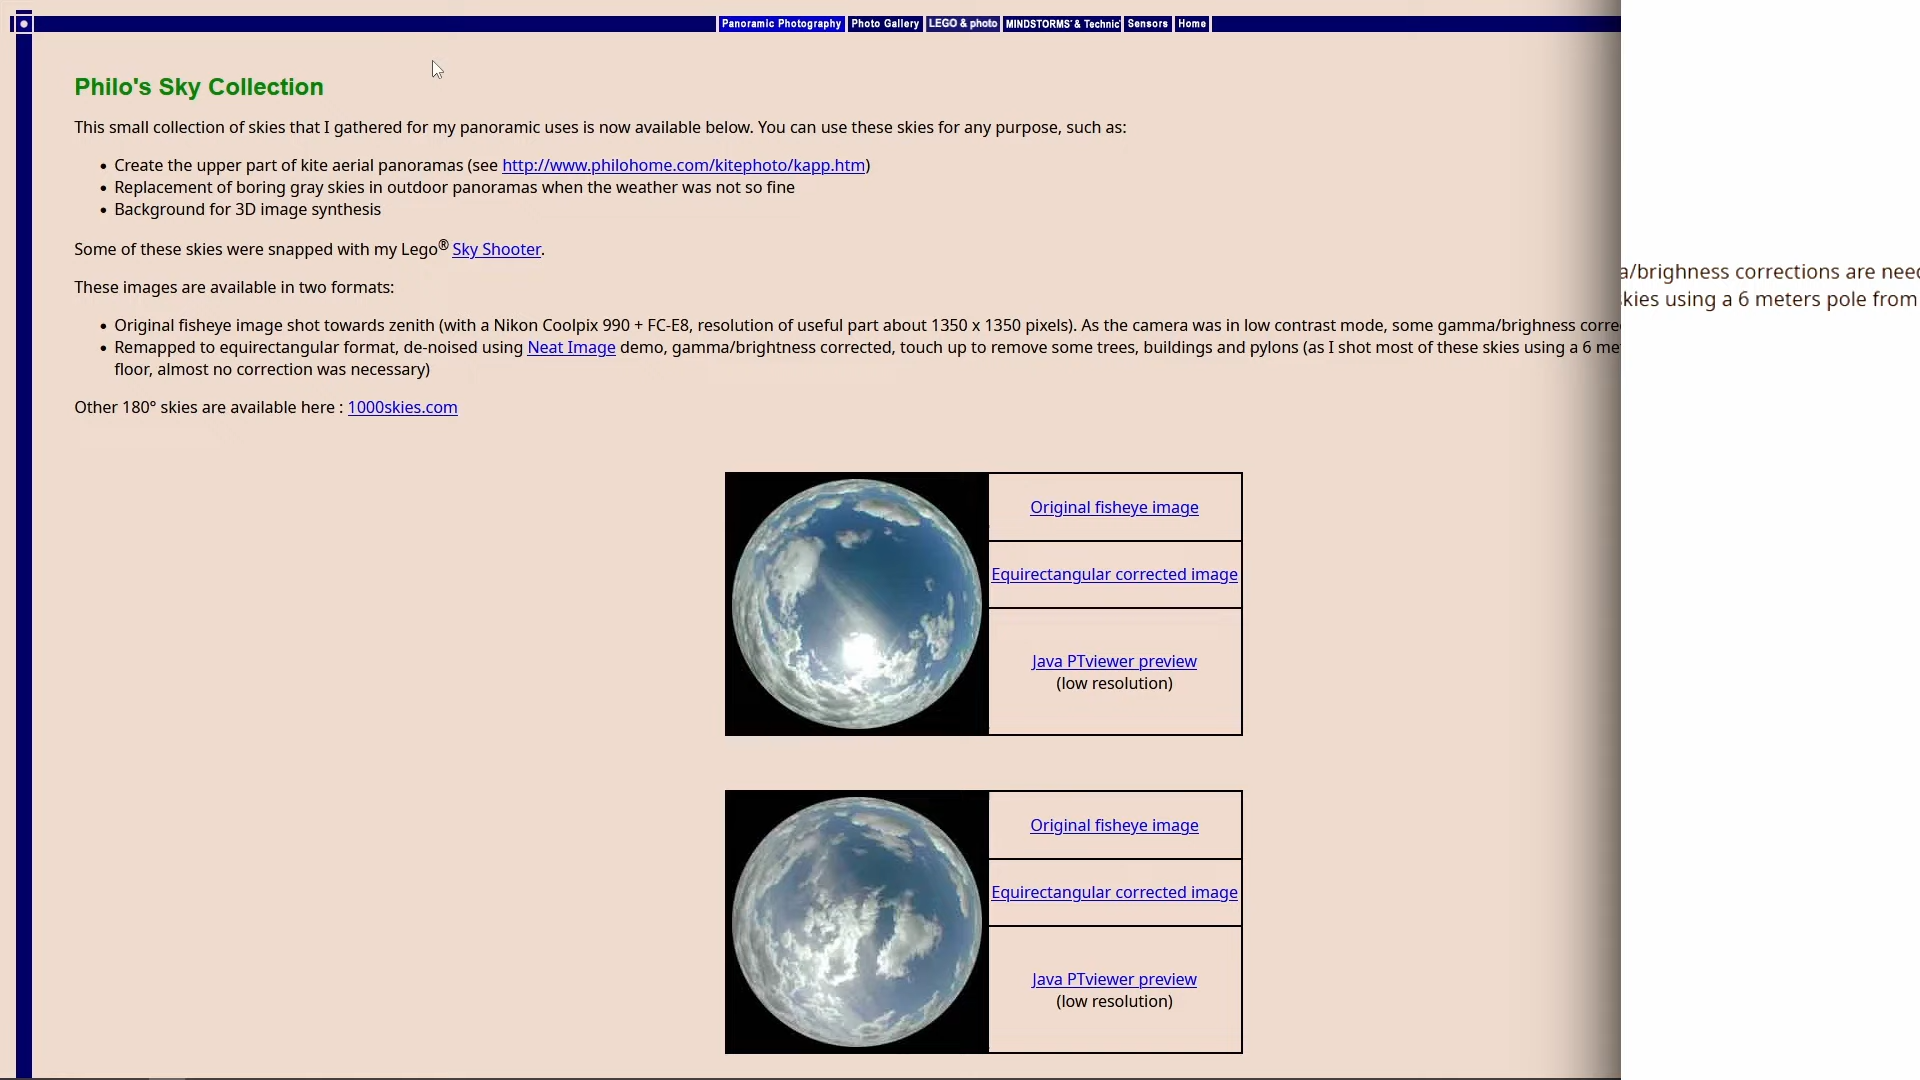 Panoramic Photography Photo Gallery LEGO & photo MINDSTORMS & Technic Sensors Home
Philo's Sky Collection
This small collection of skies that I gathered for my panoramic uses is now available below. You can use these skies for any purpose, such as:
• Create the upper part of kite aerial panoramas (see http://www.philohome.com/kitephoto/kapp.htm)
• Replacement of boring gray skies in outdoor panoramas when the weather was not so fine
• Background for 3D image synthesis
Some of these skies were snapped with my Lego® Sky Shooter.
These images are available in two formats:
a/brighness corrections are need
kies using a 6 meters pole from
• Original fisheye image shot towards zenith (with a Nikon Coolpix 990 + FC-E8, resolution of useful part about 1350 x 1350 pixels). As the camera was in low contrast mode, some gamma/brighness corre
• Remapped to equirectangular format, de-noised using Neat Image demo, gamma/brightness corrected, touch up to remove some trees, buildings and pylons (as I shot most of these skies using a 6 me
floor, almost no correction was necessary)
Other 180° skies are available here : 1000skies.com
Original fisheye image
Equirectangular corrected image
Java PTviewer preview
(low resolution)
Original fisheye image
Equirectangular corrected image
Java PTviewer preview
(low resolution)